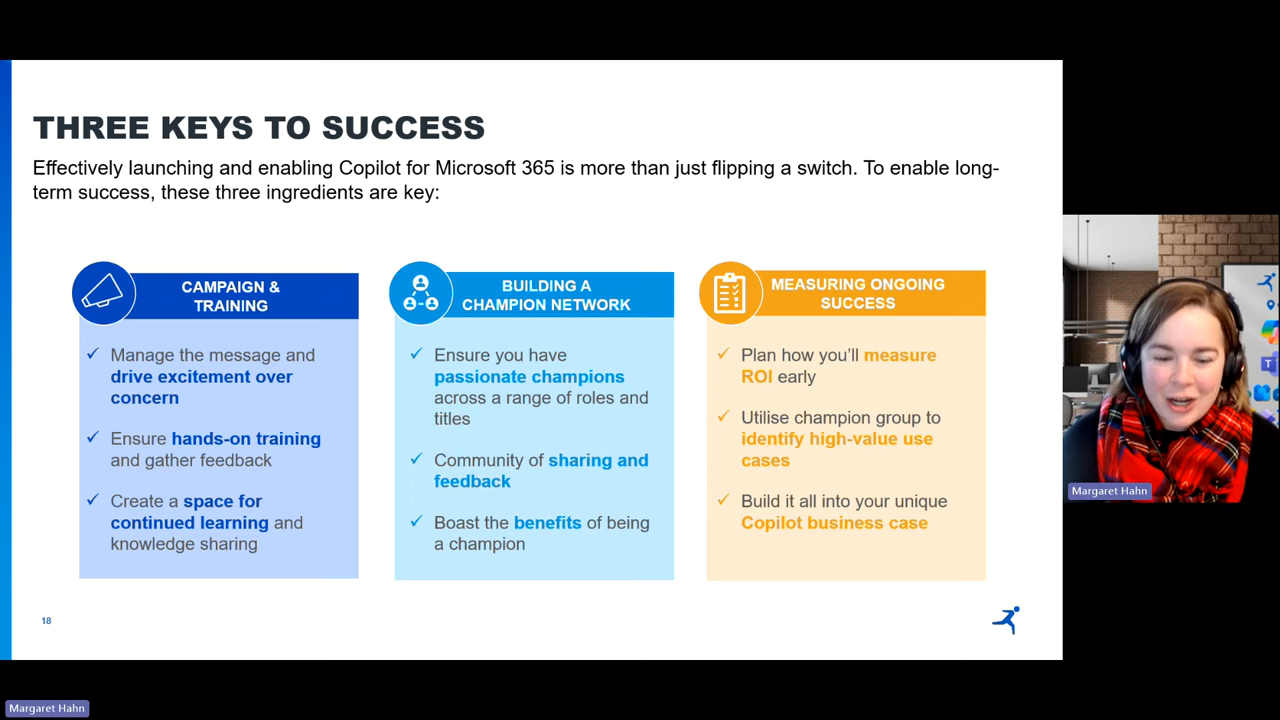 THREE KEYS TO SUCCESS
Effectively launching and enabling Copilot for Microsoft 365 is more than just flipping a switch. To enable long-
term success, these three ingredients are key:
CAMPAIGN &
TRAINING
Manage the message and
drive excitement over
concern
Ensure hands-on training
and gather feedback
Create a space for
continued learning and
knowledge sharing
BUILDING A
CHAMPION NETWORK
Ensure you have
passionate champions
across a range of roles and
titles
Community of sharing and
feedback
Boast the benefits of being
a champion
MEASURING ONGOING
SUCCESS
Plan how you'll measure
ROI early
Utilise champion group to
identify high-value use
cases
Build it all into your unique
Copilot business case
18
Margaret Hahn
Margaret Hahn